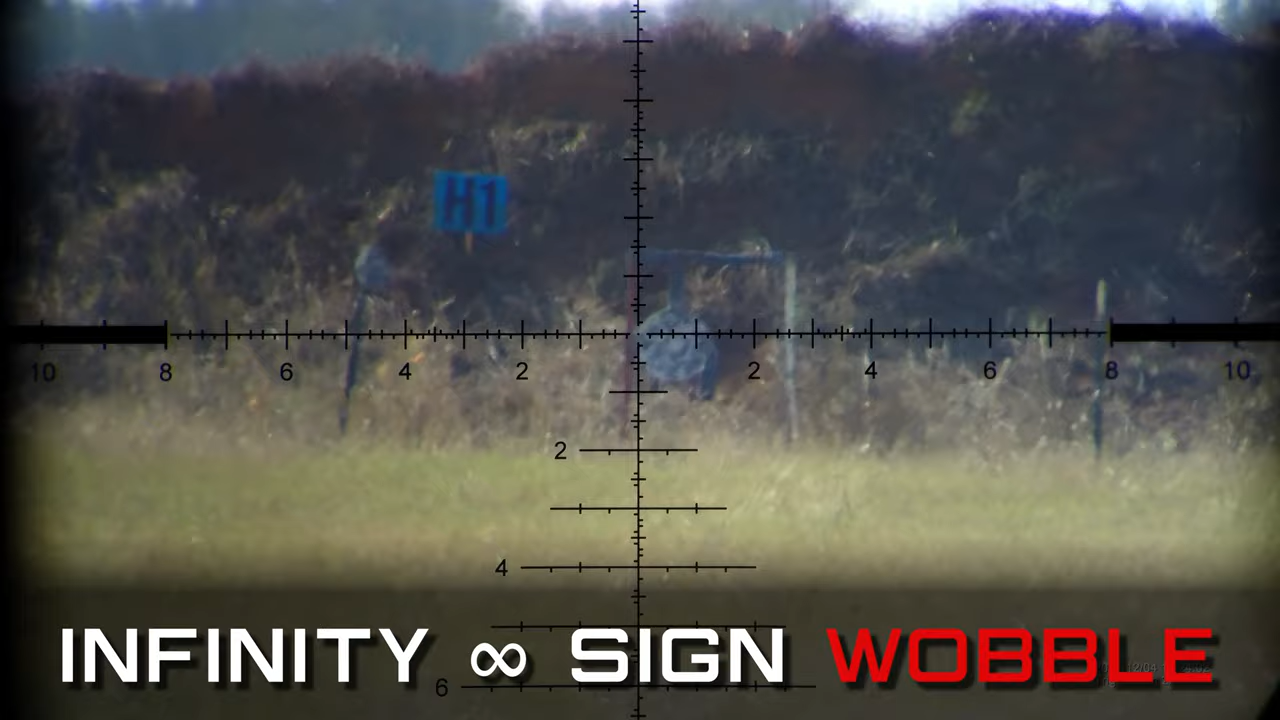 H1
10 8 6 4 2 2 4 6 8 10
2
4
INFINITY ∞ SIGN WOBBLE
6